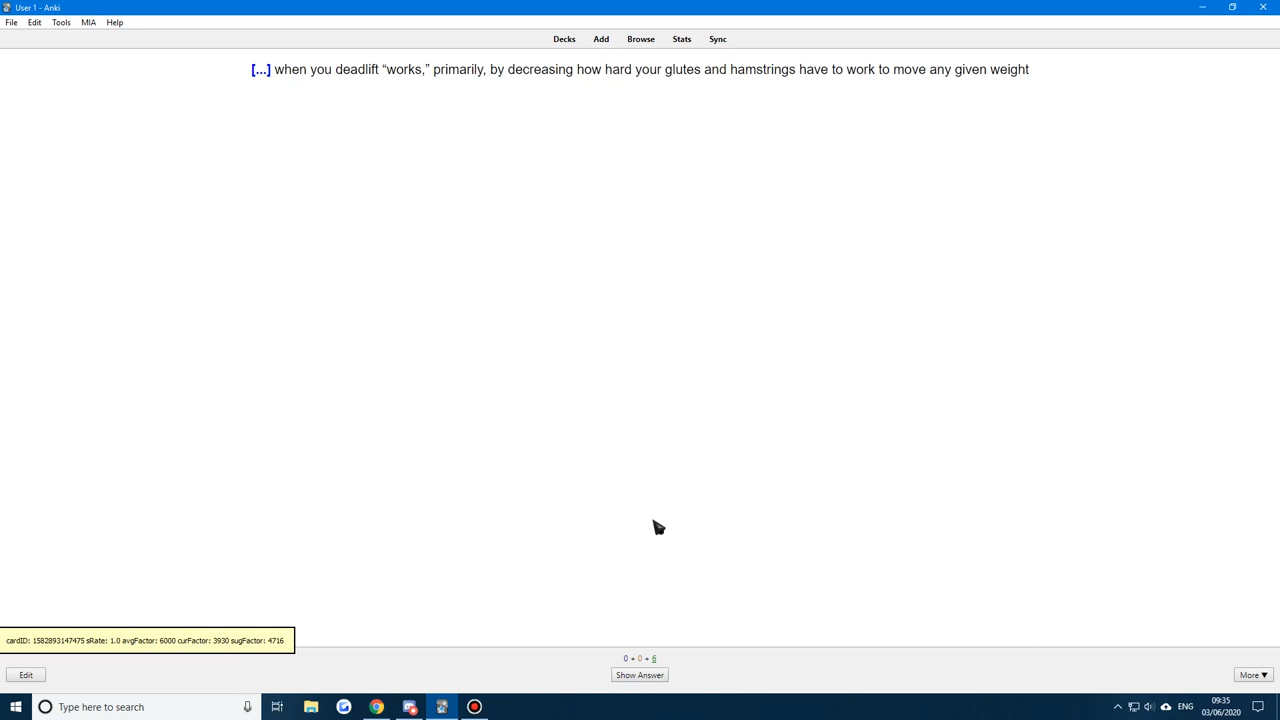 User 1 - Anki
File Edit Tools MIA Help
Decks Add Browse Stats Sync
[...] when you deadlift “works,” primarily, by decreasing how hard your glutes and hamstrings have to work to move any given weight
cardID: 1582893147475 sRate: 1.0 avgFactor: 6000 curFactor: 3930 sugFactor: 4716
0 + 0 + 6
Edit Show Answer More ▼
Type here to search
ENG
09:35
03/06/2020